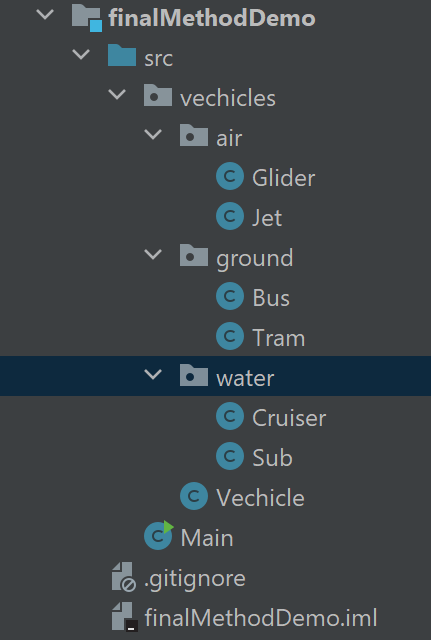 finalMethodDemo
src
vechicles
air
Glider
Jet
ground
Bus
Tram
water
Cruiser
Sub
Vechicle
Main
.gitignore
finalMethodDemo.iml